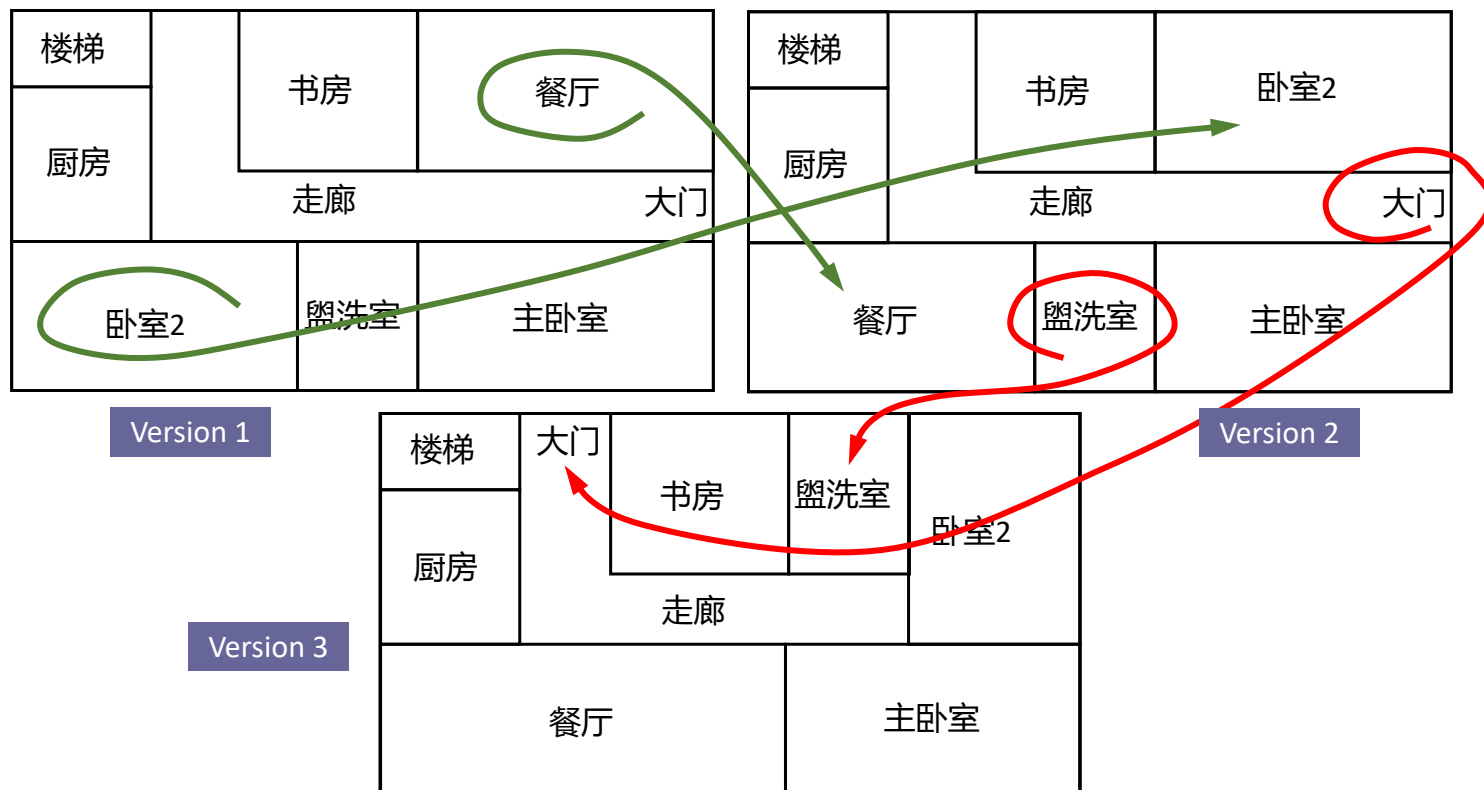 楼梯
书房
餐厅
厨房
走廊
大门
卧室2
盥洗室
主卧室
Version 1
楼梯
书房
卧室2
厨房
走廊
大门
餐厅
盥洗室
主卧室
Version 2
楼梯
大门
书房
盥洗室
卧室2
厨房
走廊
餐厅
主卧室
Version 3